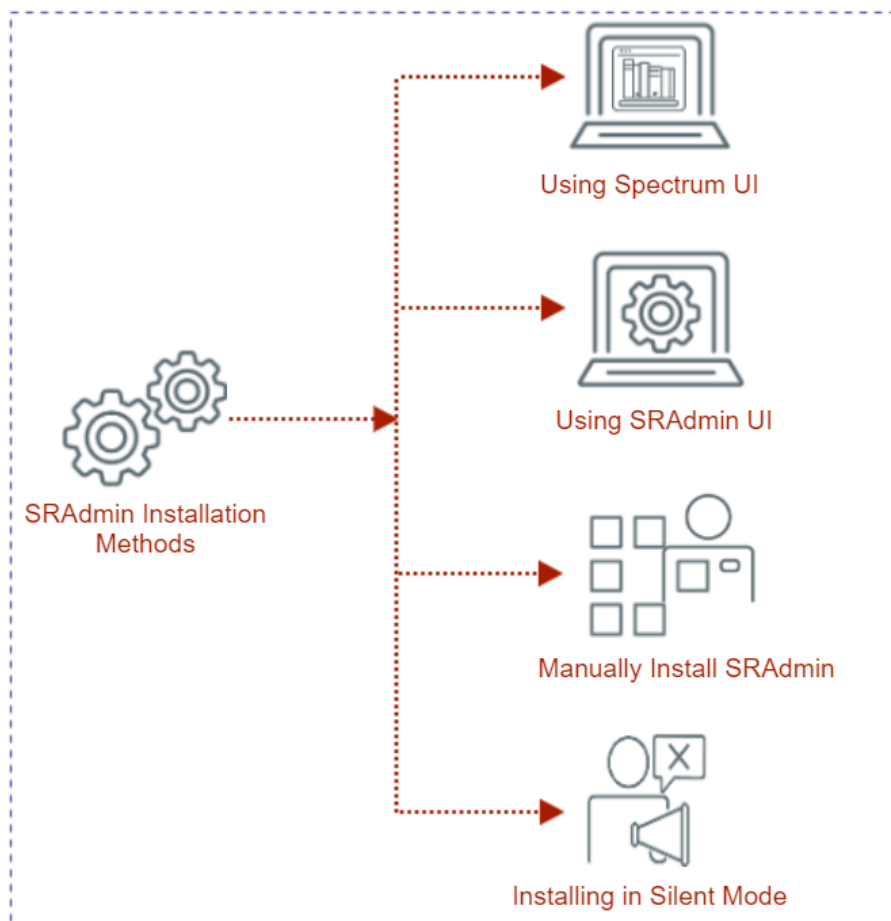 Using Spectrum UI
Using SRAdmin UI
SRAdmin Installation
Methods
Manually Install SRAdmin
Installing in Silent Mode